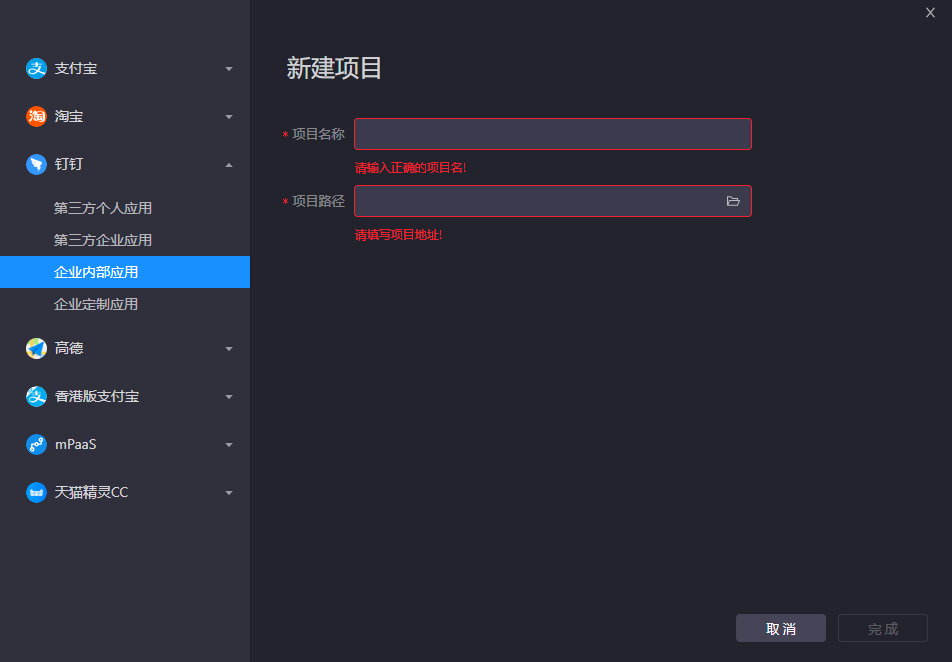 支付宝
淘宝
钉钉
第三方个人应用
第三方企业应用
企业内部应用
企业定制应用
高德
香港版支付宝
mPaaS
天猫精灵CC
新建项目
* 项目名称
请输入正确的项目名!
* 项目路径
请填写项目地址!
取消
完成